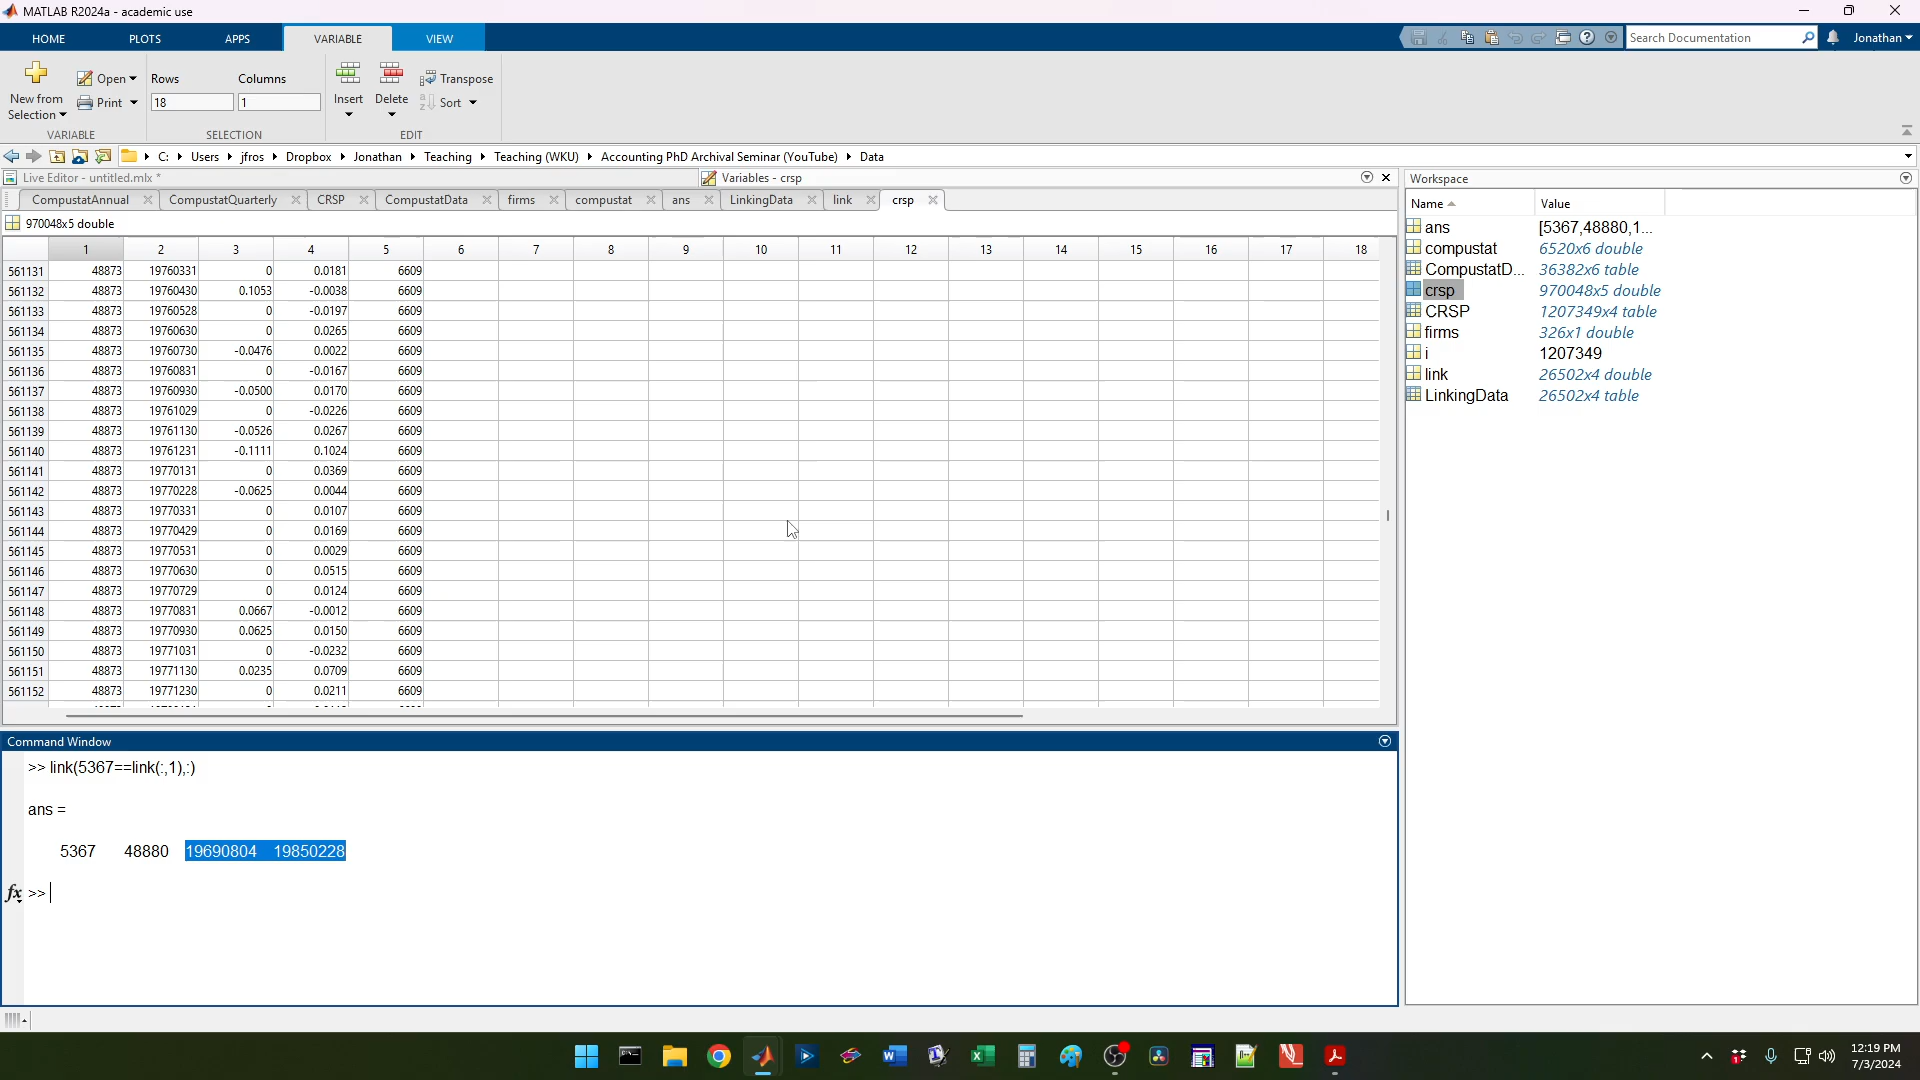 MATLAB R2024a - academic use
HOME PLOTS APPS VARIABLE VIEW Search Documentation Jonathan
New from Selection Open Print Rows 18 Columns 1 Insert Delete Transpose Sort
VARIABLE SELECTION EDIT
C: Users jfros Dropbox Jonathan Teaching Teaching (WKU) Accounting PhD Archival Seminar (YouTube) Data
Live Editor - untitled.mlx * Variables - crsp
CompustatAnnual CompustatQuarterly CRSP CompustatData firms compustat ans LinkingData link crsp
970048x5 double
1 2 3 4 5 6 7 8 9 10 11 12 13 14 15 16 17 18
561131 48873 19760331 0 0.0181 6609
561132 48873 19760430 0.1053 -0.0038 6609
561133 48873 19760528 0 -0.0197 6609
561134 48873 19760630 0 0.0265 6609
561135 48873 19760730 -0.0476 0.0022 6609
561136 48873 19760831 0 -0.0167 6609
561137 48873 19760930 -0.0500 0.0170 6609
561138 48873 19761029 0 -0.0226 6609
561139 48873 19761130 -0.0526 0.0267 6609
561140 48873 19761231 -0.1111 0.1024 6609
561141 48873 19770131 0 0.0369 6609
561142 48873 19770228 -0.0625 0.0044 6609
561143 48873 19770331 0 0.0107 6609
561144 48873 19770429 0 0.0169 6609
561145 48873 19770531 0 0.0029 6609
561146 48873 19770630 0 0.0515 6609
561147 48873 19770729 0 0.0124 6609
561148 48873 19770831 0.0667 -0.0012 6609
561149 48873 19770930 0.0625 0.0150 6609
561150 48873 19771031 0 -0.0232 6609
561151 48873 19771130 0.0235 0.0709 6609
561152 48873 19771230 0 0.0211 6609
Workspace
Name Value
ans [5367,48880,1...
compustat 6520x6 double
CompustatD... 36382x6 table
crsp 970048x5 double
CRSP 1207349x4 table
firms 326x1 double
i 1207349
link 26502x4 double
LinkingData 26502x4 table
Command Window
>> link(5367==link(:,1),:)
ans =
5367 48880 19690804 19850228
fx >>
12:19 PM
7/3/2024